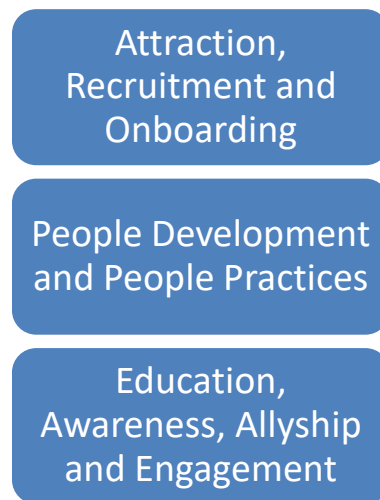 Attraction,
Recruitment and
Onboarding
People Development
and People Practices
Education,
Awareness, Allyship
and Engagement